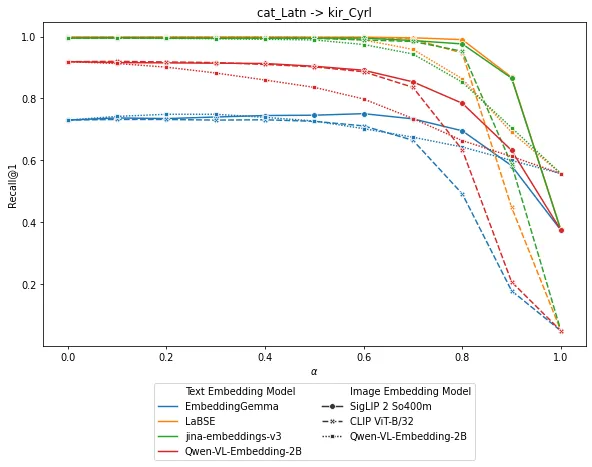 cat_Latn -> kir_Cyrl
Recall@1
1.0
0.8
0.6
0.4
0.2
0.0 0.2 0.4 0.6 0.8 1.0
α
Text Embedding Model Image Embedding Model
EmbeddingGemma SigLIP 2 So400m
LaBSE CLIP ViT-B/32
jina-embeddings-v3 Qwen-VL-Embedding-2B
Qwen-VL-Embedding-2B